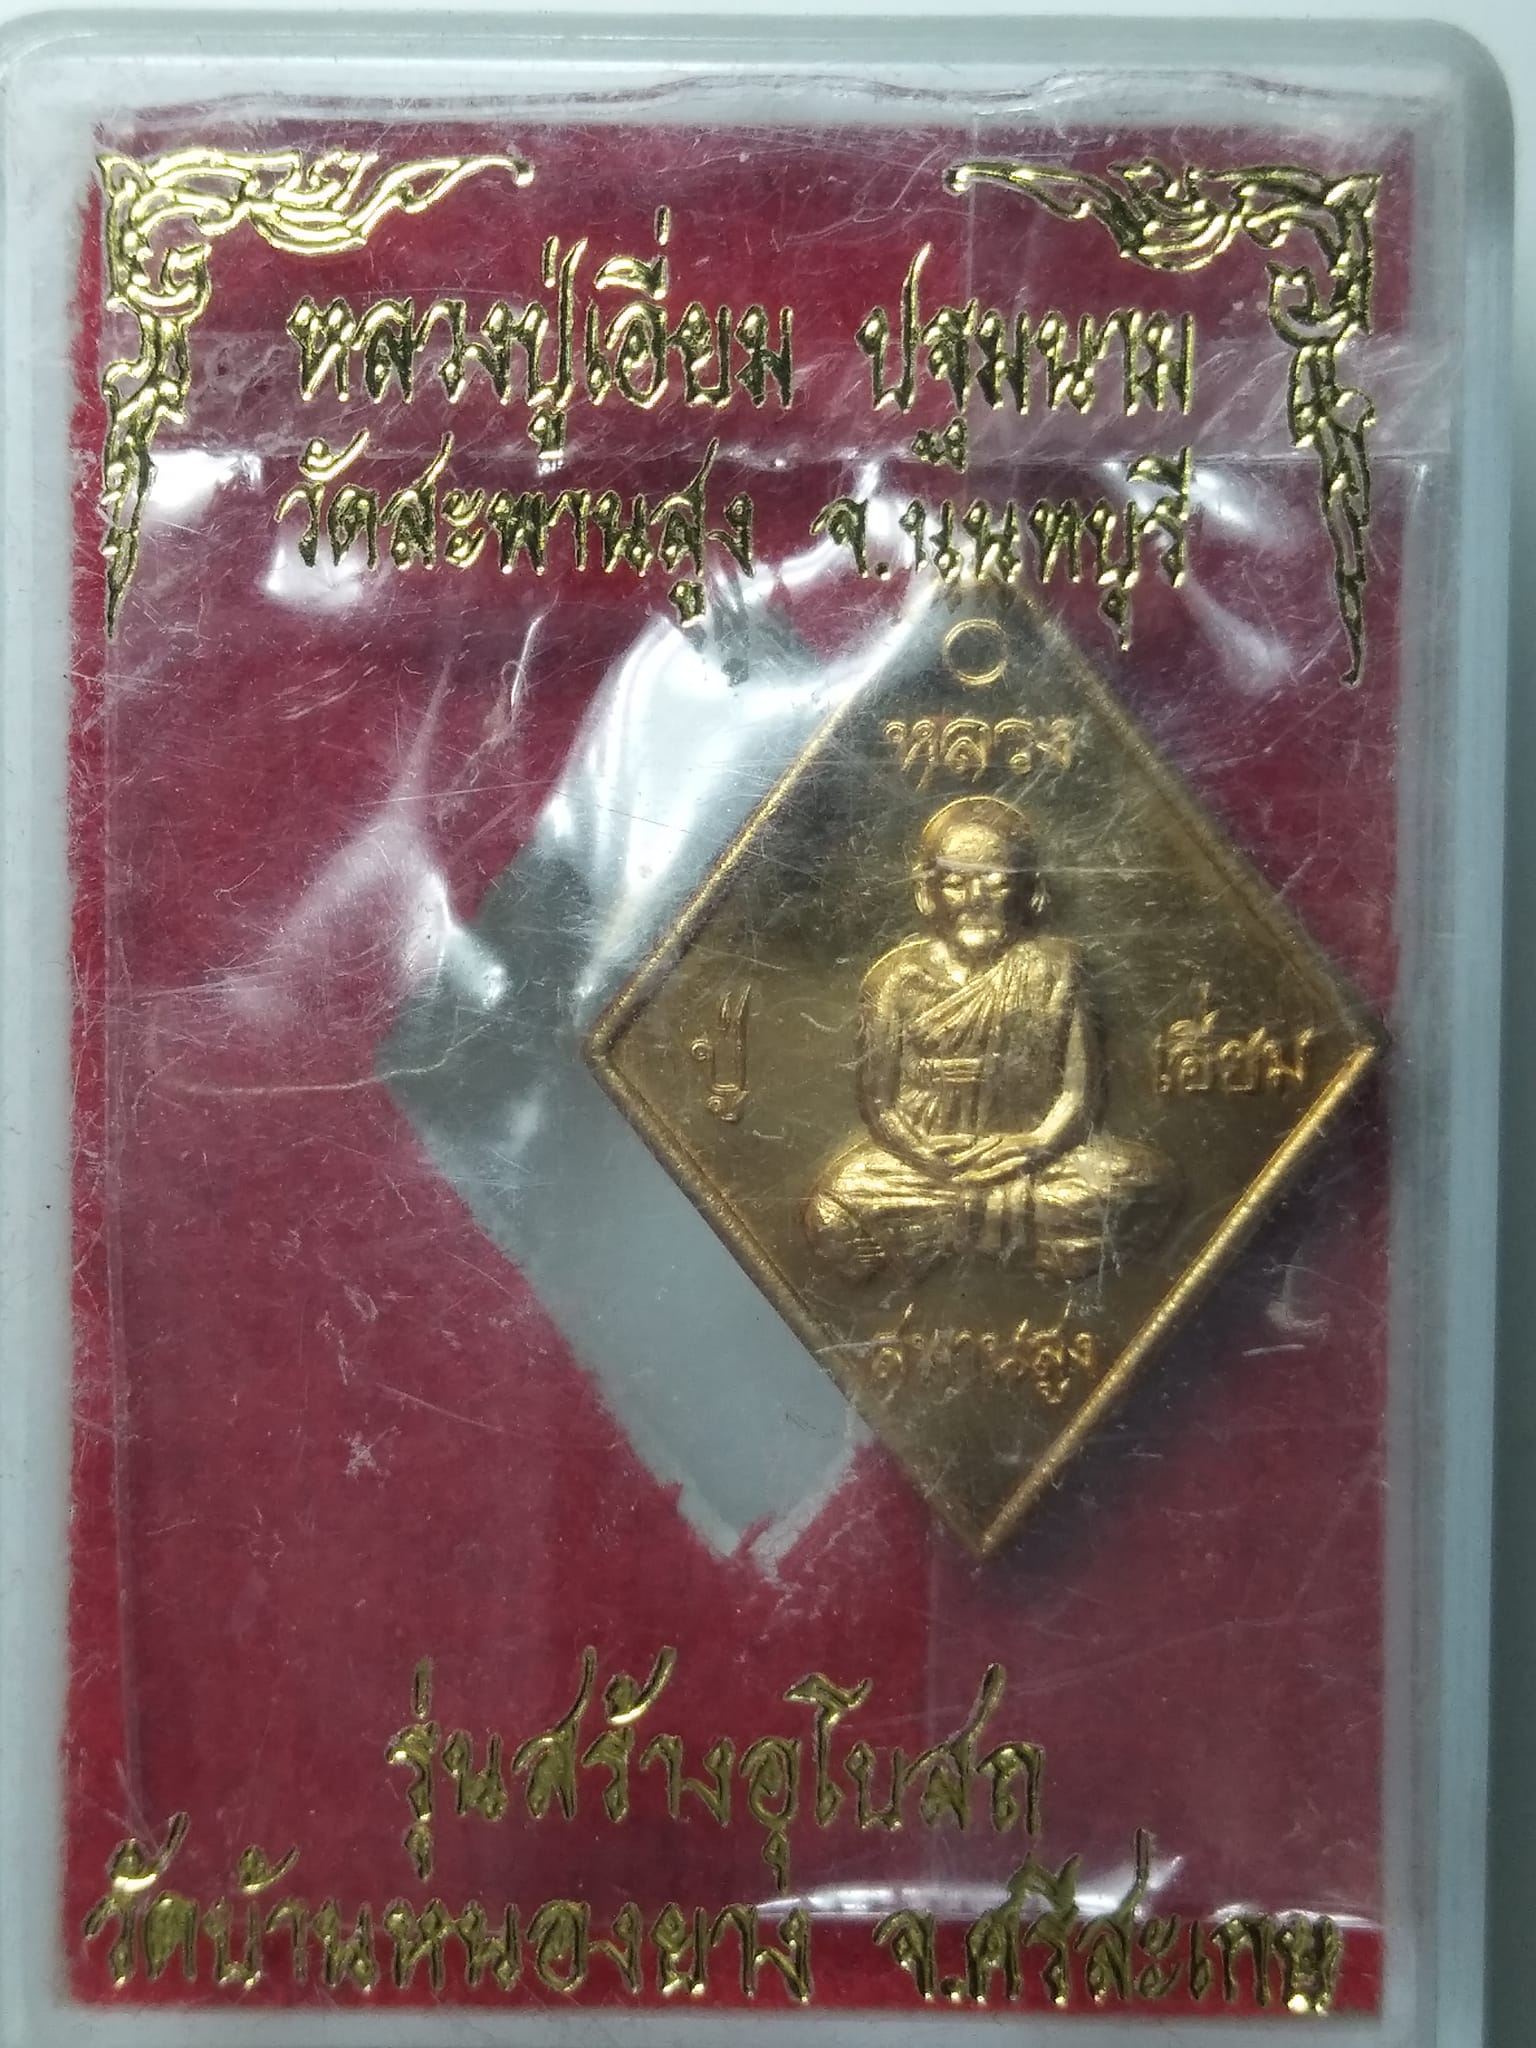 หลวงปู่เอี่ยม ปฐมนาม
วัดสะพานสูง จ.นนทบุรี
หลวง
ปู่
เอี่ยม
สพานสูง
รุ่นสร้างอุโบสถ
วัดบ้านหนองยาง จ.ศรีสะเกษ